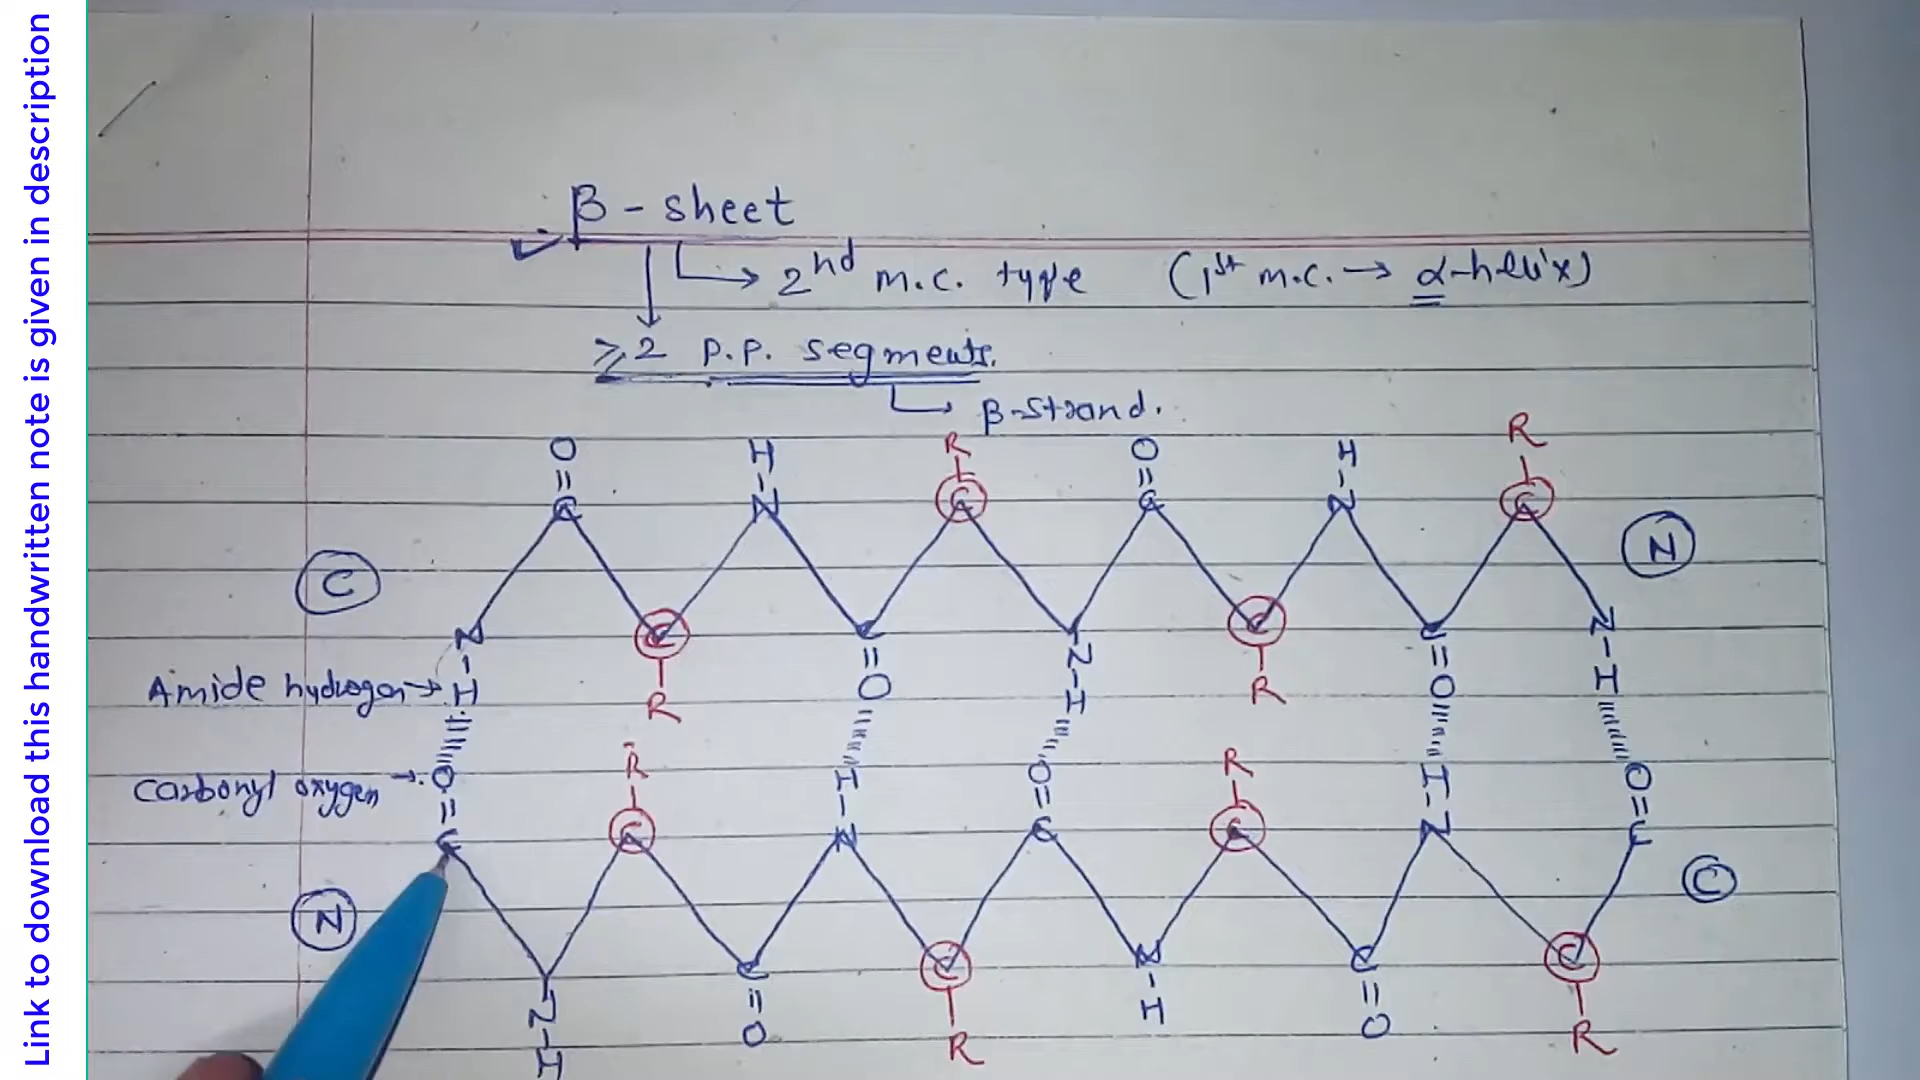 Link to download this handwritten note is given in description
β - sheet
→ 2nd m.c. type (1st m.c. → α-helix)
≥2 P.P. segments.
β-strand.
O H R O H R
= - - = - -
C N C C N C
C N
N C C N C C N
- - = - - = -
Amide hydrogen → H R O H R O H
Carbonyl oxygen → O R H O R H O
= - - = - - =
C C N C C N C
N C
N C C N C C
- = - - = -
H O R H O R